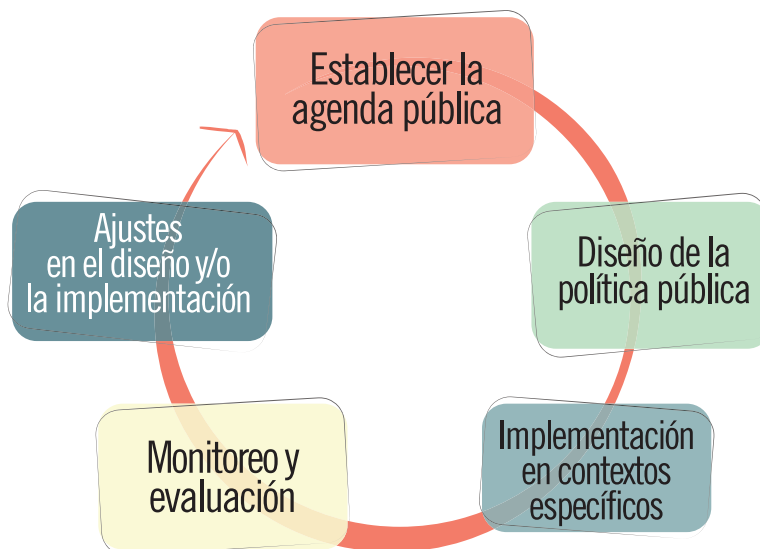 Establecer la
agenda pública
Diseño de la
política pública
Implementación
en contextos
específicos
Monitoreo y
evaluación
Ajustes
en el diseño y/o
la implementación